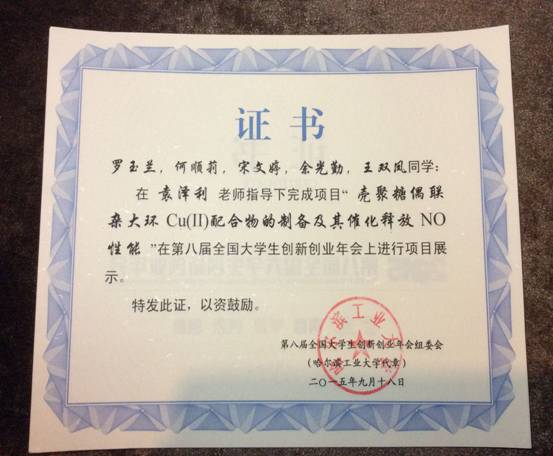 证书
罗玉兰，何顺莉，宋文婷，余光勤，王双凤同学：
在 袁泽利 老师指导下完成项目“壳聚糖偶联
杂大环 Cu(II)配合物的制备及其催化释放 NO
性能 ”在第八届全国大学生创新创业年会上进行项目展
示。
特发此证，以资鼓励。
第八届全国大学生创新创业年会组委会
（哈尔滨工业大学代章）
二〇一五年九月十八日